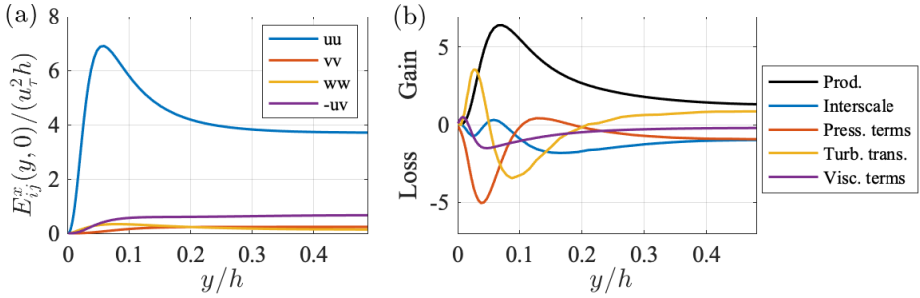 (a)
E^x_{ij}(y, 0)/(u_τ^2 h)
8
6
4
2
0
uu
vv
ww
-uv
0 0.1 0.2 0.3 0.4
y/h
(b)
Gain
Loss
5
0
-5
0 0.1 0.2 0.3 0.4
y/h
Prod.
Interscale
Press. terms
Turb. trans.
Visc. terms